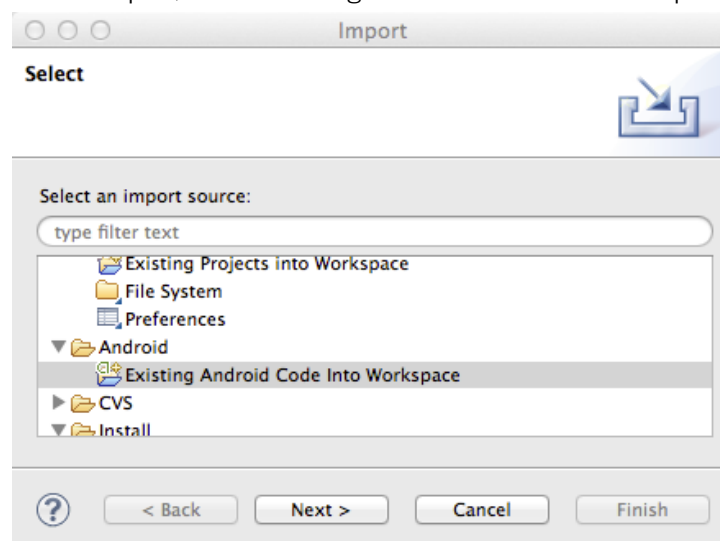 Import
Select
Select an import source:
type filter text
Existing Projects into Workspace
File System
Preferences
Android
Existing Android Code Into Workspace
CVS
Install
? < Back Next > Cancel Finish